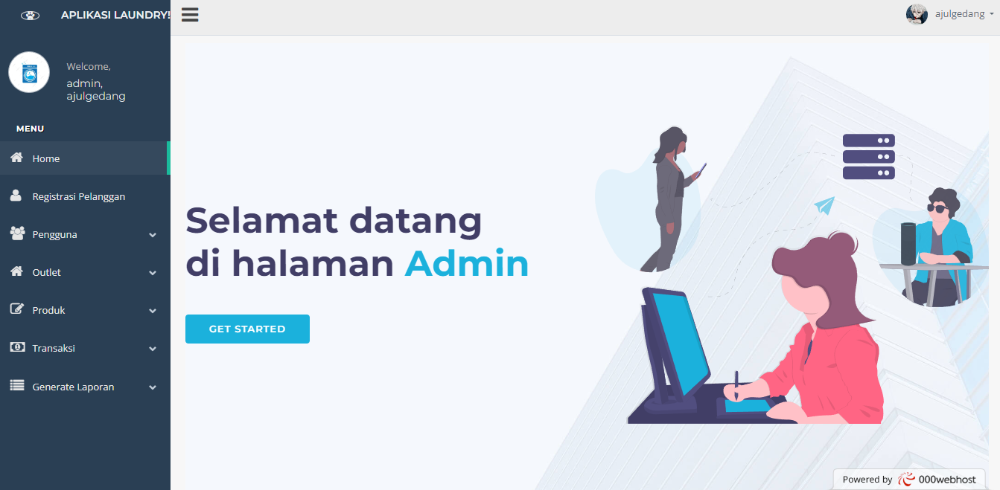 APLIKASI LAUNDRY!
ajulgedang
Welcome,
admin,
ajulgedang
MENU
Home
Registrasi Pelanggan
Pengguna
Outlet
Produk
Transaksi
Generate Laporan
Selamat datang
di halaman Admin
GET STARTED
Powered by 000webhost